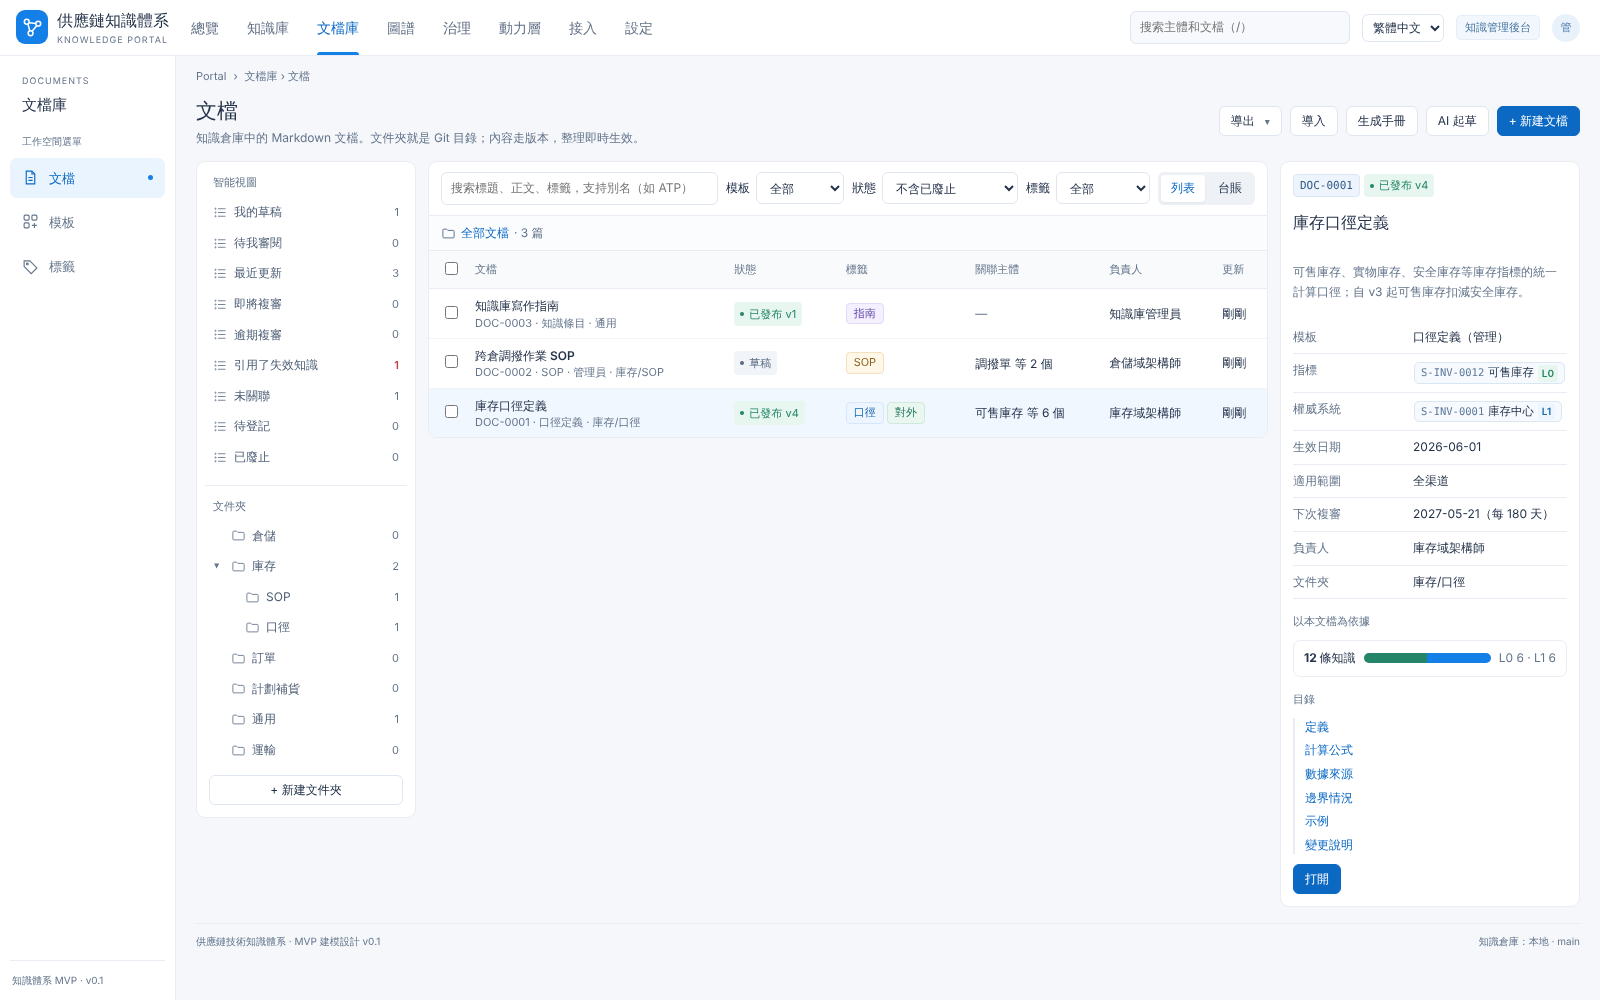 供應鏈知識體系
KNOWLEDGE PORTAL
總覽 知識庫 文檔庫 圖譜 治理 動力層 接入 設定
搜索主體和文檔（/）
繁體中文
知識管理後台
管
DOCUMENTS
文檔庫
工作空間選單
文檔
模板
標籤
知識體系 MVP · v0.1
Portal › 文檔庫 › 文檔
文檔
知識倉庫中的 Markdown 文檔。文件夾就是 Git 目錄；內容走版本，整理即時生效。
導出 ▾ 導入 生成手冊 AI 起草 + 新建文檔
智能視圖
我的草稿 1
待我審閱 0
最近更新 3
即將複審 0
逾期複審 0
引用了失效知識 1
未關聯 1
待登記 0
已廢止 0
文件夾
倉儲 0
▾ 庫存 2
SOP 1
口徑 1
訂單 0
計劃補貨 0
通用 1
運輸 0
+ 新建文件夾
搜索標題、正文、標籤，支持別名（如 ATP） 模板 全部 狀態 不含已廢止 標籤 全部 列表 台賬
全部文檔 · 3 篇
文檔 狀態 標籤 關聯主體 負責人 更新
知識庫寫作指南 已發布 v1 指南 — 知識庫管理員 剛剛
DOC-0003 · 知識條目 · 通用
跨倉調撥作業 SOP 草稿 SOP 調撥單 等 2 個 倉儲域架構師 剛剛
DOC-0002 · SOP · 管理員 · 庫存/SOP
庫存口徑定義 已發布 v4 口徑 對外 可售庫存 等 6 個 庫存域架構師 剛剛
DOC-0001 · 口徑定義 · 庫存/口徑
DOC-0001 已發布 v4
庫存口徑定義
可售庫存、實物庫存、安全庫存等庫存指標的統一
計算口徑；自 v3 起可售庫存扣減安全庫存。
模板 口徑定義（管理）
指標 S-INV-0012 可售庫存 L0
權威系統 S-INV-0001 庫存中心 L1
生效日期 2026-06-01
適用範圍 全渠道
下次複審 2027-05-21（每 180 天）
負責人 庫存域架構師
文件夾 庫存/口徑
以本文檔為依據
12 條知識 L0 6 · L1 6
目錄
定義
計算公式
數據來源
邊界情況
示例
變更說明
打開
供應鏈技術知識體系 · MVP 建模設計 v0.1
知識倉庫：本地 · main